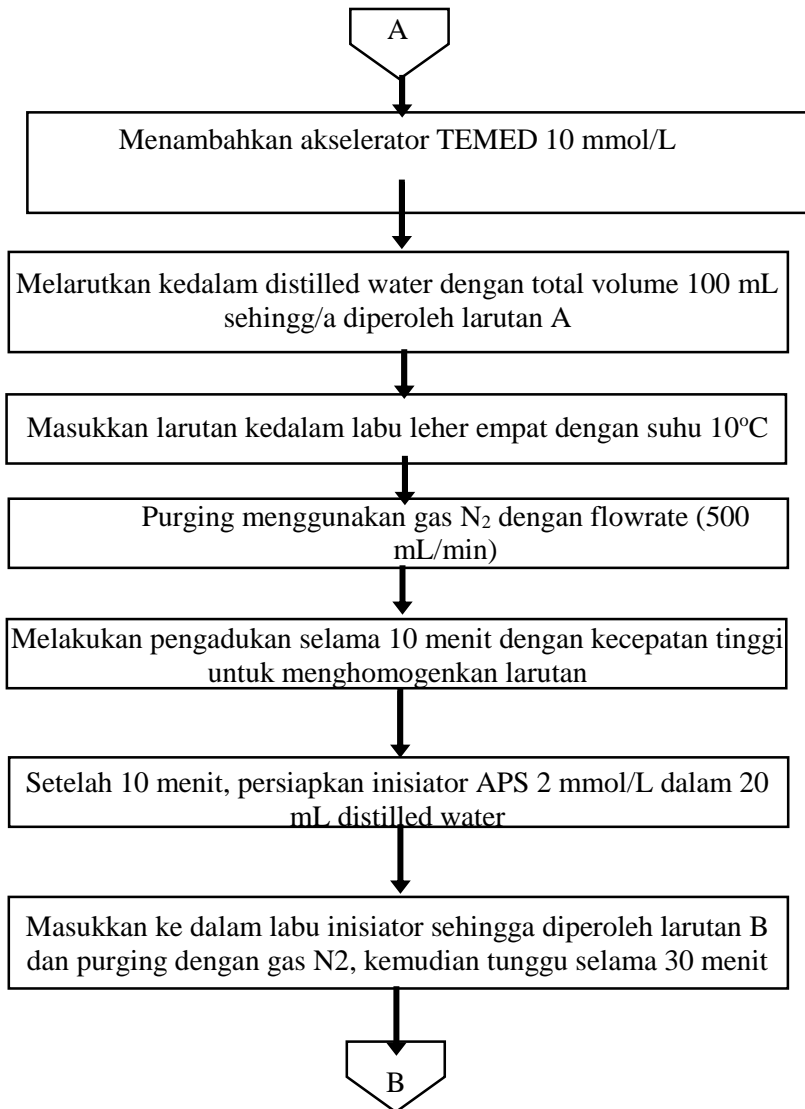 A
Menambahkan akselerator TEMED 10 mmol/L
Melarutkan kedalam distilled water dengan total volume 100 mL
sehingg/a diperoleh larutan A
Masukkan larutan kedalam labu leher empat dengan suhu 10°C
Purging menggunakan gas N₂ dengan flowrate (500
mL/min)
Melakukan pengadukan selama 10 menit dengan kecepatan tinggi
untuk menghomogenkan larutan
Setelah 10 menit, persiapkan inisiator APS 2 mmol/L dalam 20
mL distilled water
Masukkan ke dalam labu inisiator sehingga diperoleh larutan B
dan purging dengan gas N2, kemudian tunggu selama 30 menit
B